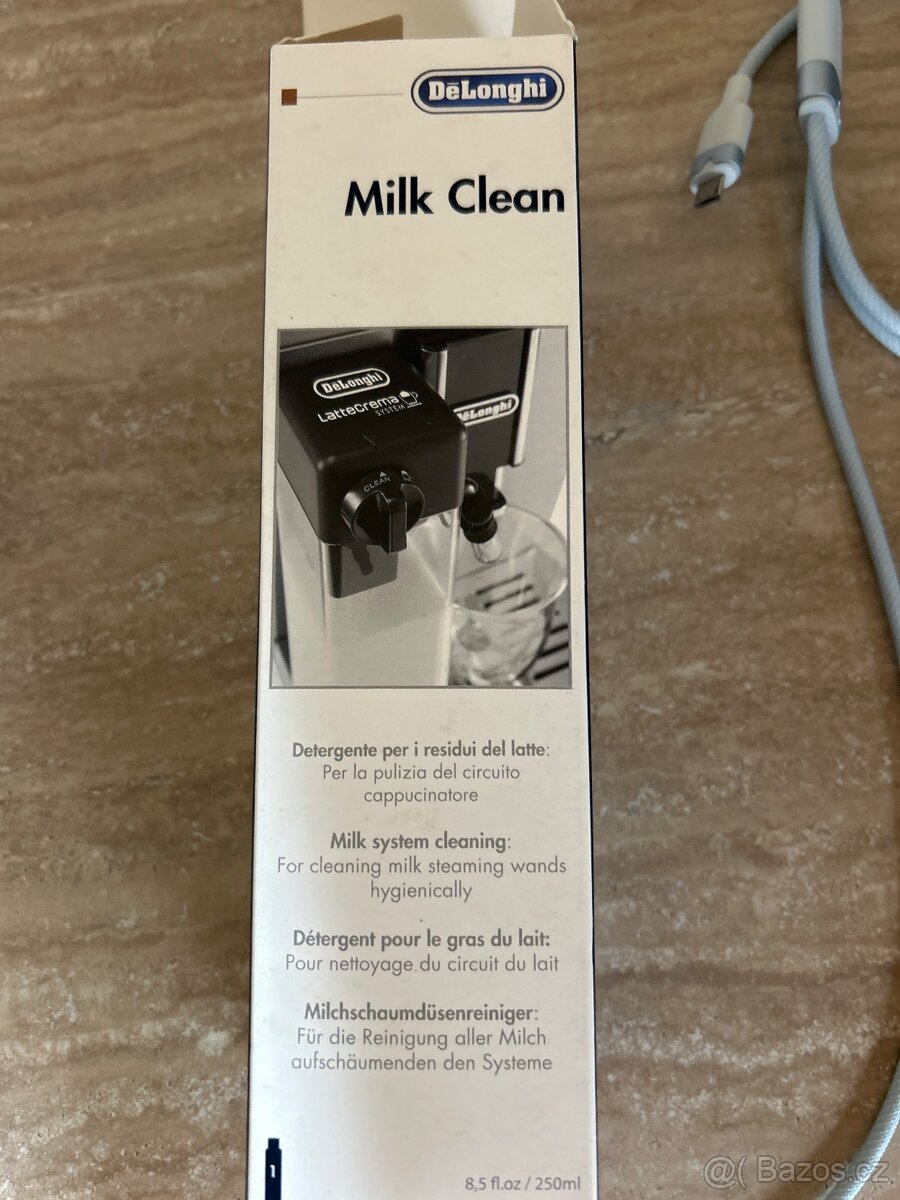 DēLonghi
Milk Clean
DēLonghi
LatteCrema
SYSTEM
DēLonghi
CLEAN
Detergente per i residui del latte:
Per la pulizia del circuito
cappucinatore
Milk system cleaning:
For cleaning milk steaming wands
hygienically
Détergent pour le gras du lait:
Pour nettoyage du circuit du lait
Milchschaumdüsenreiniger:
Für die Reinigung aller Milch
aufschäumenden den Systeme
1
8,5 fl.oz / 250ml
@( Bazos.cz